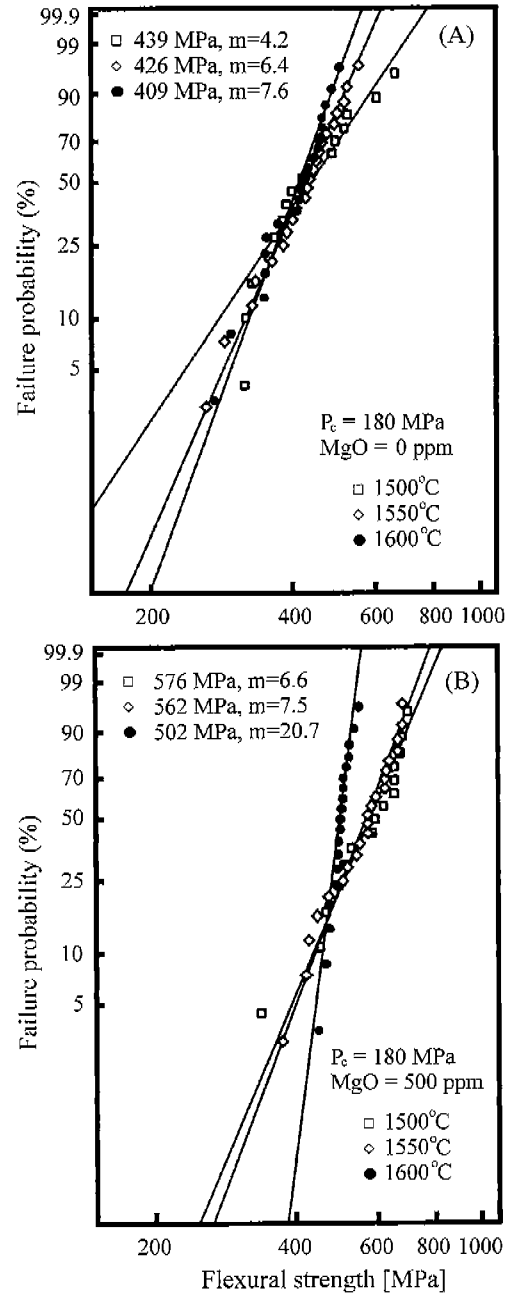 99.9
99
90
70
50
25
10
5
Failure probability (%)
(A)
439 MPa, m=4.2
426 MPa, m=6.4
409 MPa, m=7.6
Pc = 180 MPa
MgO = 0 ppm
1500°C
1550°C
1600°C
200 400 600 800 1000
99.9
99
90
70
50
25
10
5
Failure probability (%)
(B)
576 MPa, m=6.6
562 MPa, m=7.5
502 MPa, m=20.7
Pc = 180 MPa
MgO = 500 ppm
1500°C
1550°C
1600°C
200 400 600 800 1000
Flexural strength [MPa]